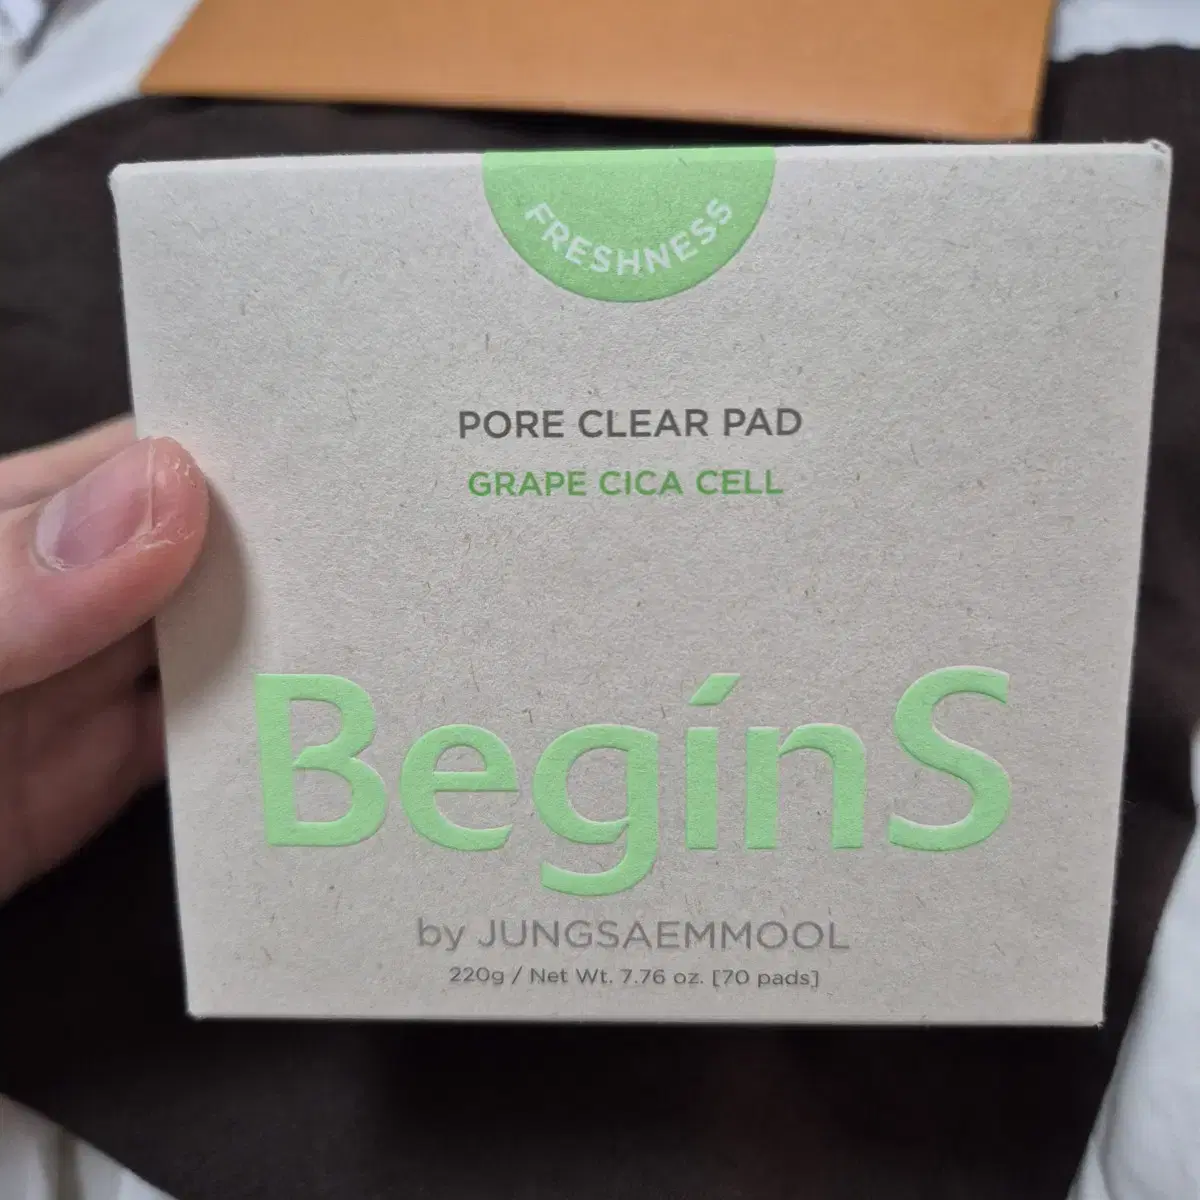 FRESHNESS
PORE CLEAR PAD
GRAPE CICA CELL
BegínS
by JUNGSAEMMOOL
220g / Net Wt. 7.76 oz. [70 pads]